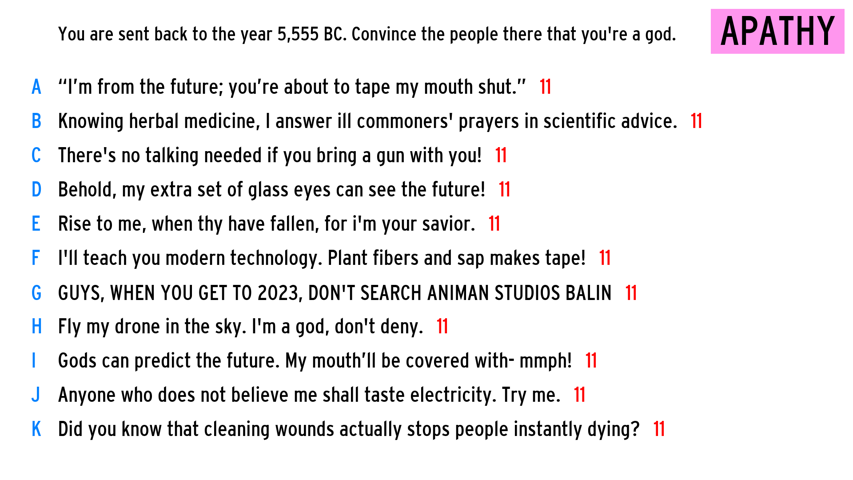 You are sent back to the year 5,555 BC. Convince the people there that you're a god.
APATHY
A “I’m from the future; you’re about to tape my mouth shut.” 11
B Knowing herbal medicine, I answer ill commoners' prayers in scientific advice. 11
C There's no talking needed if you bring a gun with you! 11
D Behold, my extra set of glass eyes can see the future! 11
E Rise to me, when thy have fallen, for i'm your savior. 11
F I'll teach you modern technology. Plant fibers and sap makes tape! 11
G GUYS, WHEN YOU GET TO 2023, DON'T SEARCH ANIMAN STUDIOS BALIN 11
H Fly my drone in the sky. I'm a god, don't deny. 11
I Gods can predict the future. My mouth’ll be covered with- mmph! 11
J Anyone who does not believe me shall taste electricity. Try me. 11
K Did you know that cleaning wounds actually stops people instantly dying? 11